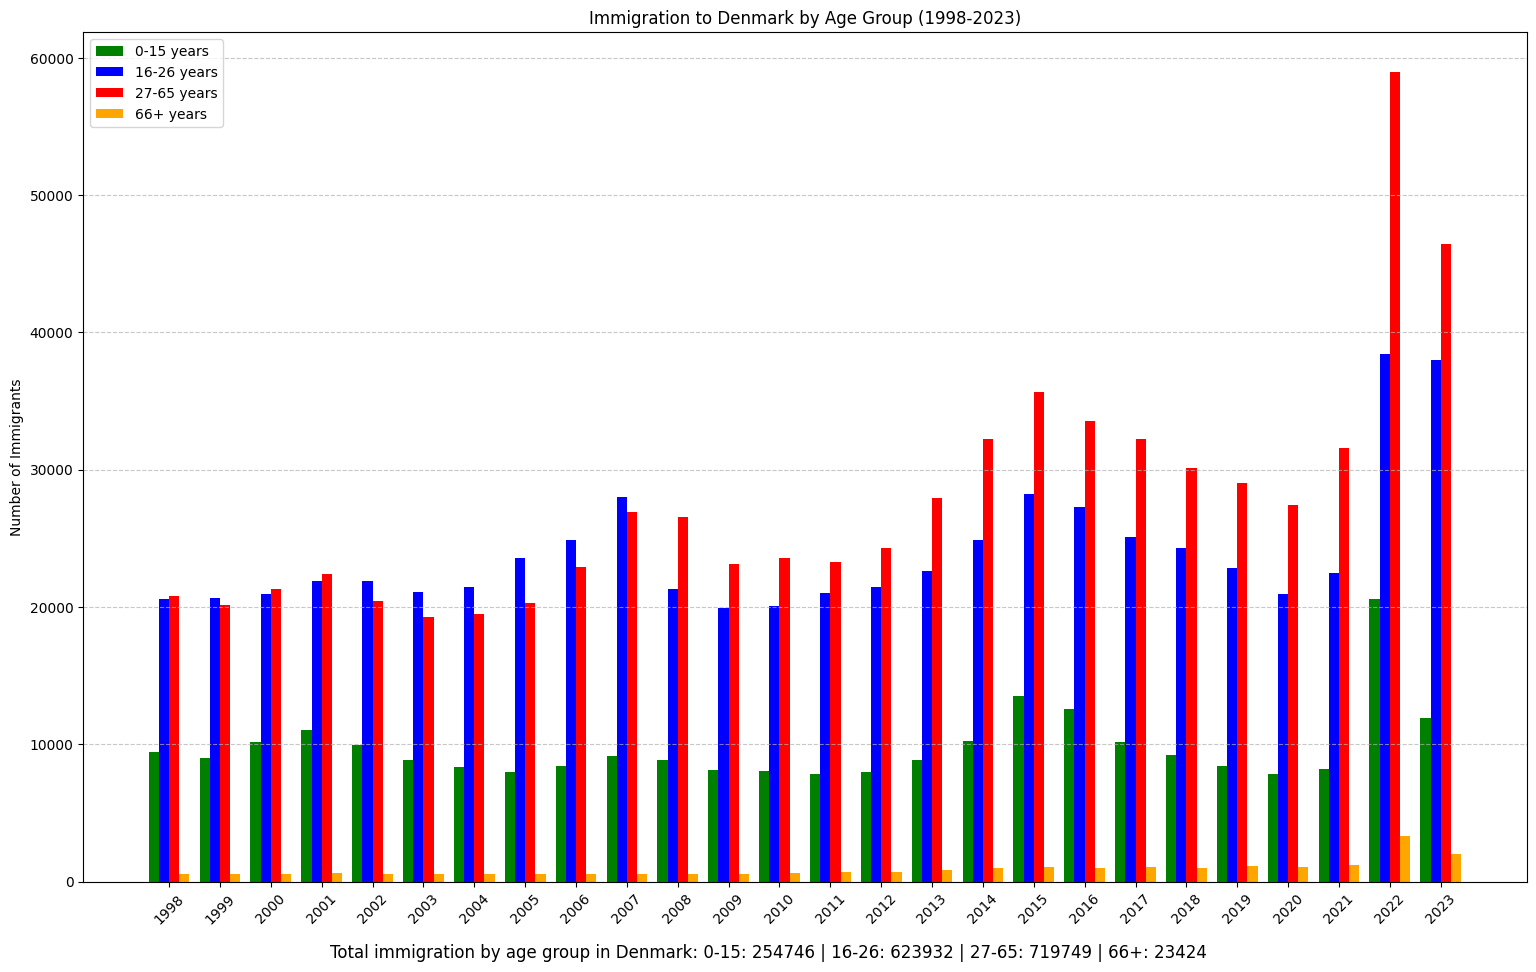 Immigration to Denmark by Age Group (1998-2023)
0-15 years
16-26 years
27-65 years
66+ years
60000
50000
40000
30000
20000
10000
0
Number of Immigrants
1998 1999 2000 2001 2002 2003 2004 2005 2006 2007 2008 2009 2010 2011 2012 2013 2014 2015 2016 2017 2018 2019 2020 2021 2022 2023
Total immigration by age group in Denmark: 0-15: 254746 | 16-26: 623932 | 27-65: 719749 | 66+: 23424